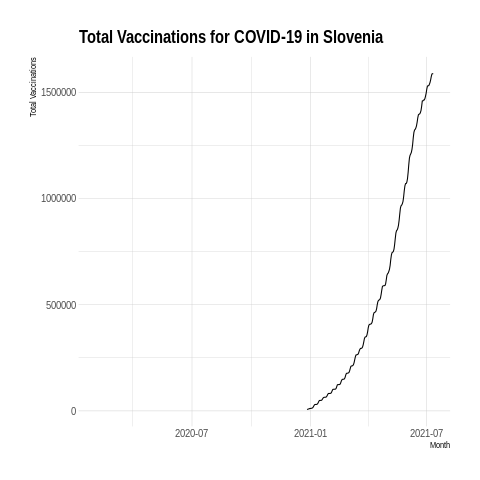 Total Vaccinations for COVID-19 in Slovenia
Total Vaccinations
1500000
1000000
500000
0
2020-07
2021-01
2021-07
Month